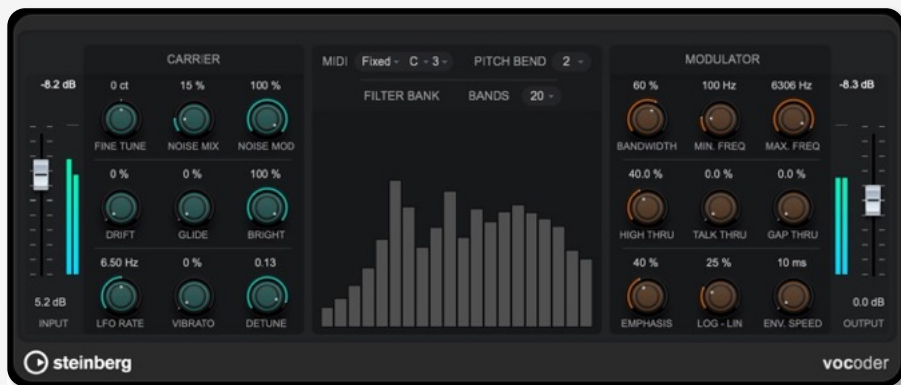 CARRIER
MIDI Fixed C 3 PITCH BEND 2
MODULATOR
-8.2 dB
0 ct 15 % 100 %
FINE TUNE NOISE MIX NOISE MOD
0 % 0 % 100 %
DRIFT GLIDE BRIGHT
6.50 Hz 0 % 0.13
LFO RATE VIBRATO DETUNE
5.2 dB
INPUT
FILTER BANK BANDS 20
60 % 100 Hz 6306 Hz
BANDWIDTH MIN. FREQ MAX. FREQ
40.0 % 0.0 % 0.0 %
HIGH THRU TALK THRU GAP THRU
40 % 25 % 10 ms
EMPHASIS LOG - LIN ENV. SPEED
-8.3 dB
0.0 dB
OUTPUT
steinberg
vocoder